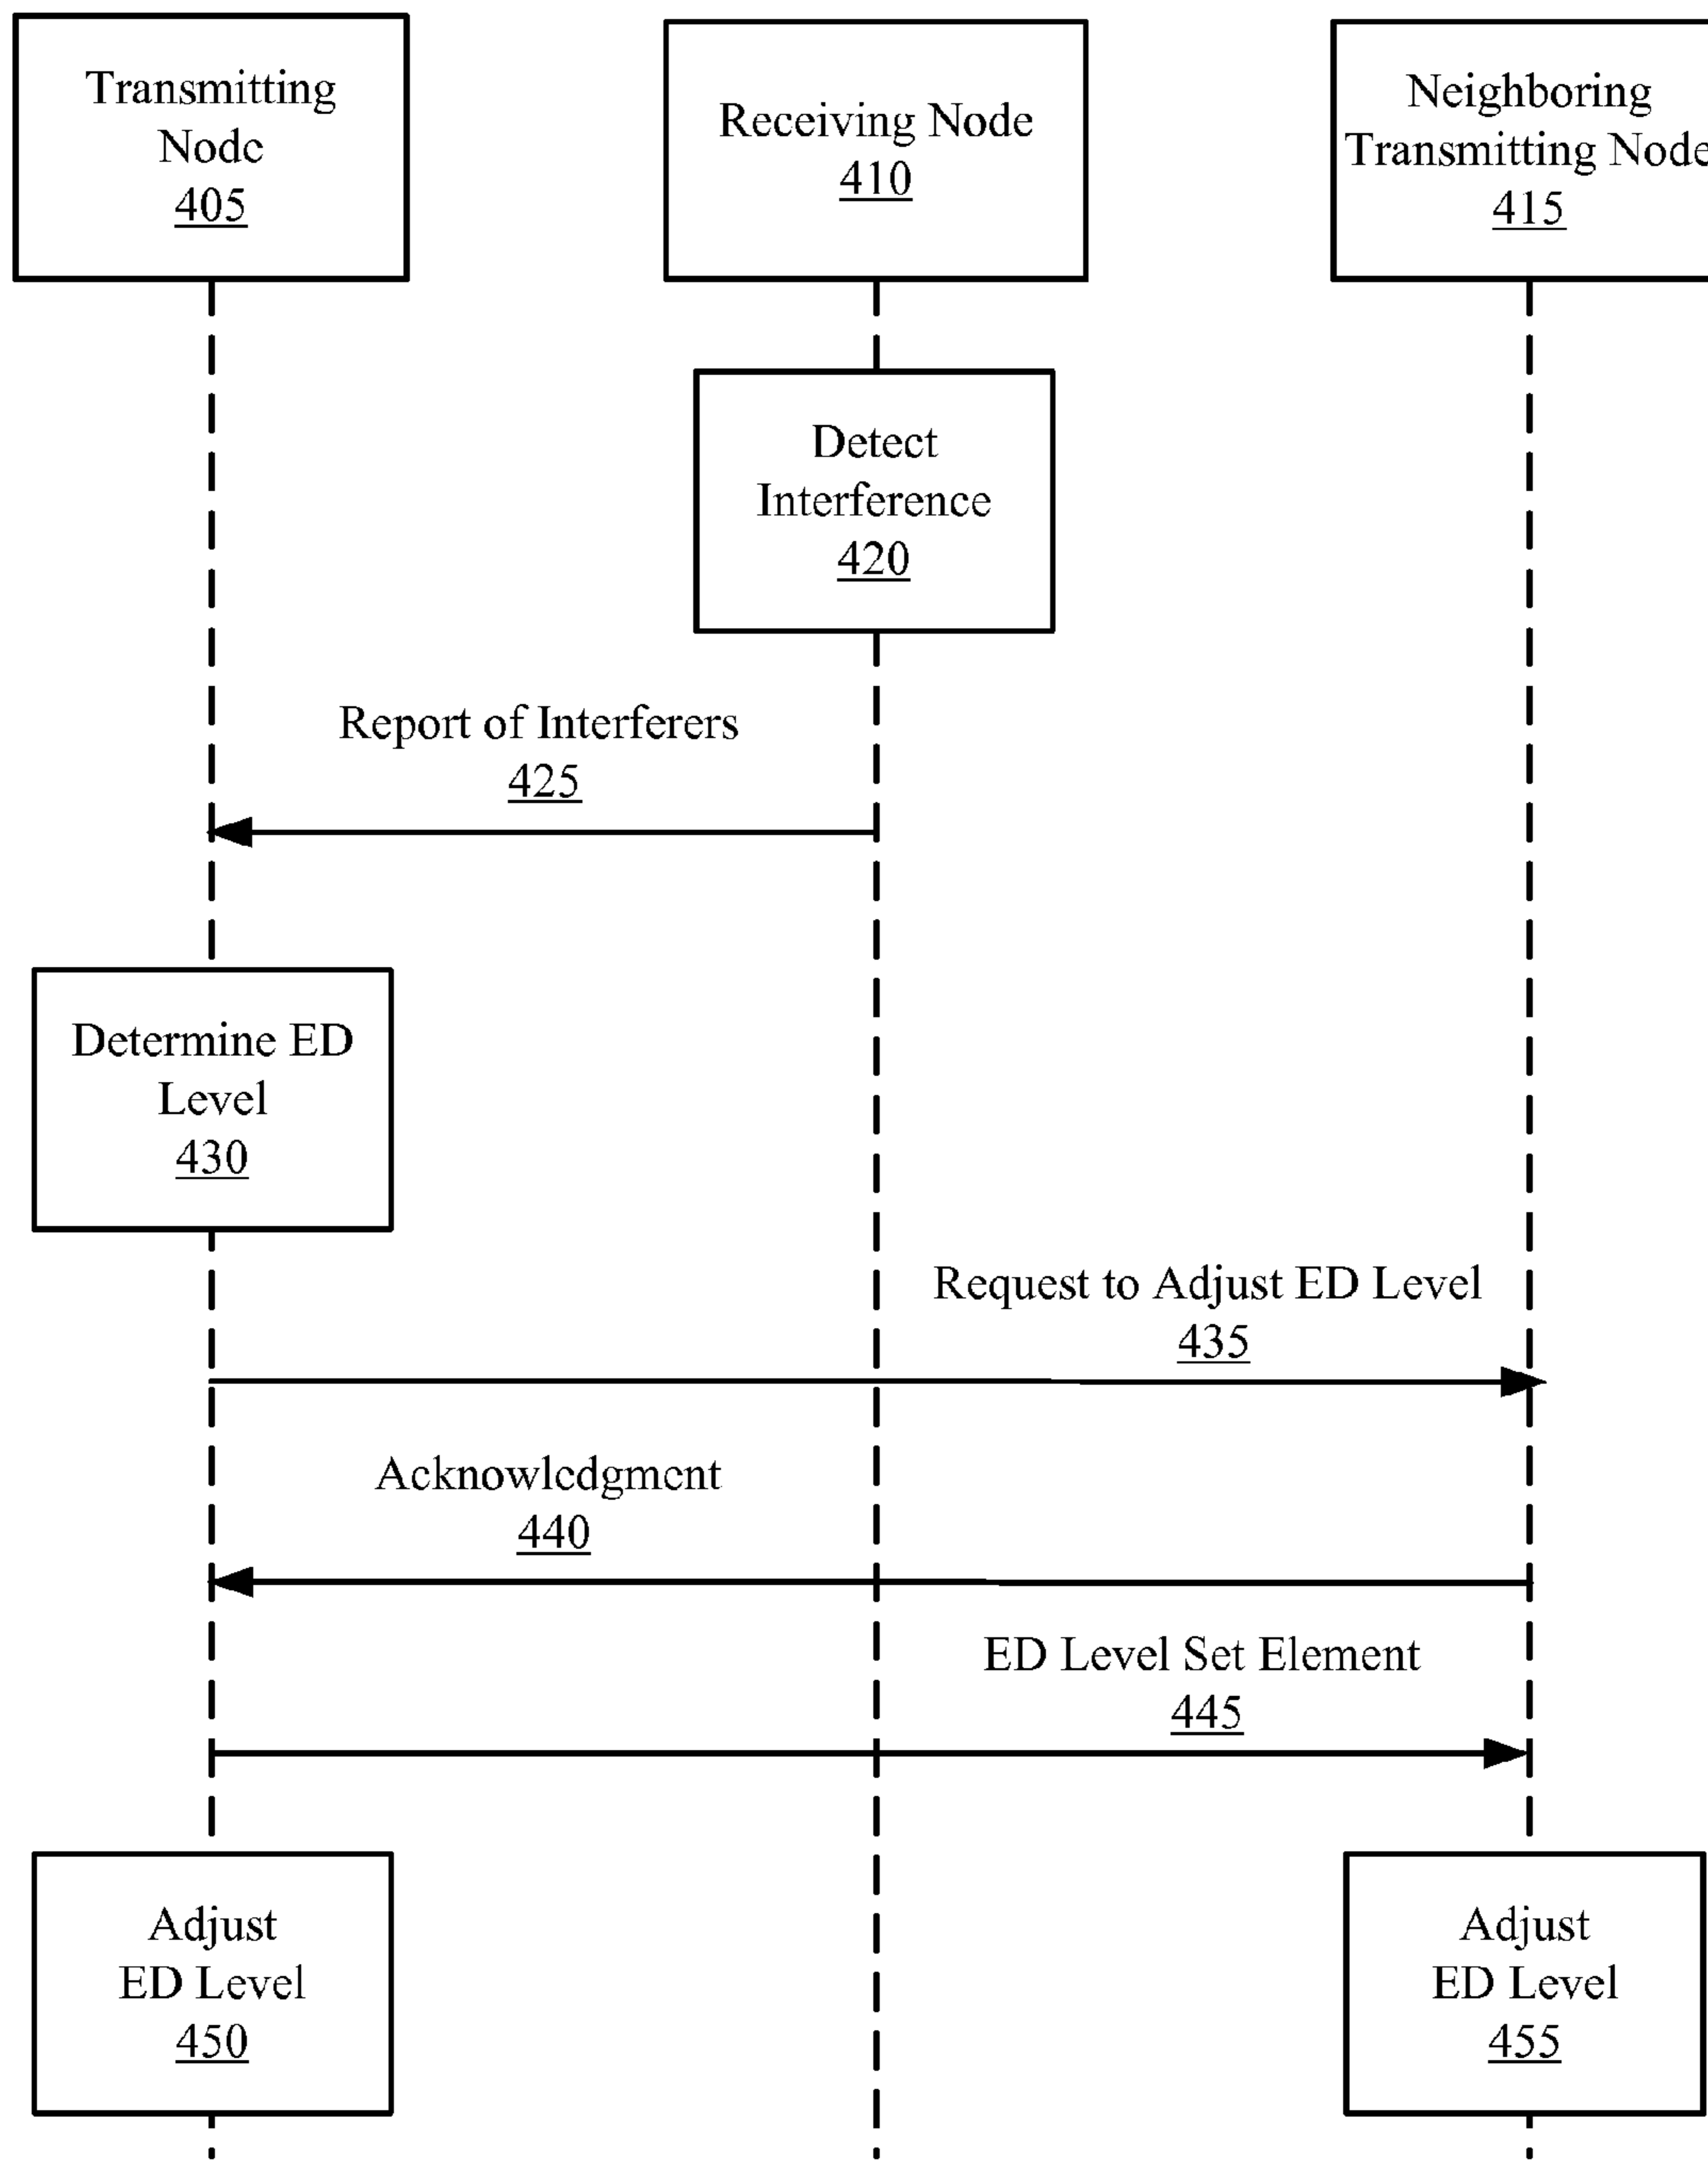 Transmitting
Node
405
Receiving Node
410
Neighboring
Transmitting Node
415
Detect
Interference
420
Report of Interferers
425
Determine ED
Level
430
Request to Adjust ED Level
435
Acknowledgment
440
ED Level Set Element
445
Adjust
ED Level
450
Adjust
ED Level
455